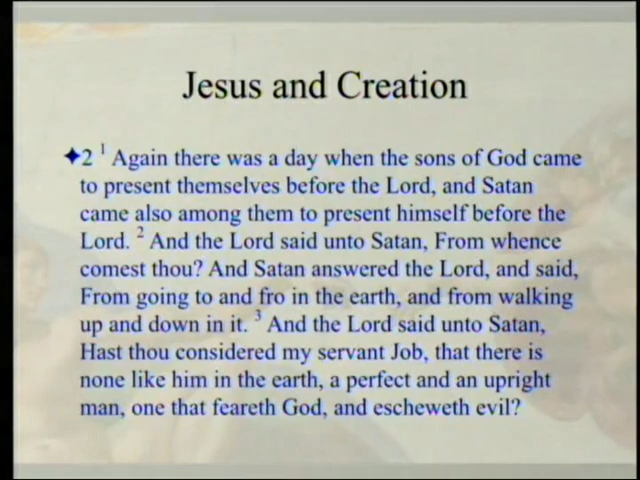 Jesus and Creation
✦2 1 Again there was a day when the sons of God came
to present themselves before the Lord, and Satan
came also among them to present himself before the
Lord. 2 And the Lord said unto Satan, From whence
comest thou? And Satan answered the Lord, and said,
From going to and fro in the earth, and from walking
up and down in it. 3 And the Lord said unto Satan,
Hast thou considered my servant Job, that there is
none like him in the earth, a perfect and an upright
man, one that feareth God, and escheweth evil?